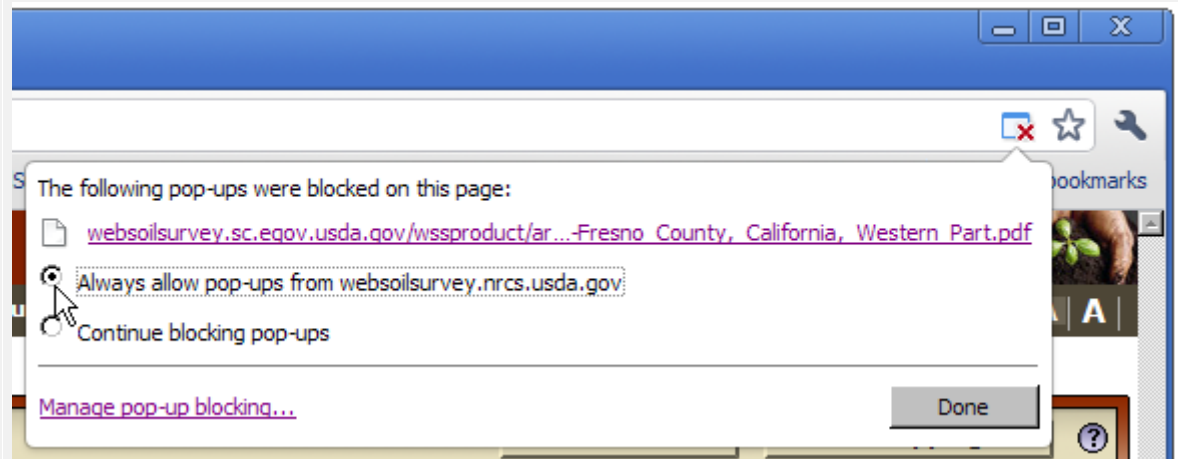 bookmarks
The following pop-ups were blocked on this page:
websoilsurvey.sc.egov.usda.gov/wssproduct/ar...-Fresno_County,_California,_Western_Part.pdf
Always allow pop-ups from websoilsurvey.nrcs.usda.gov
A
Continue blocking pop-ups
Manage pop-up blocking...
Done
?